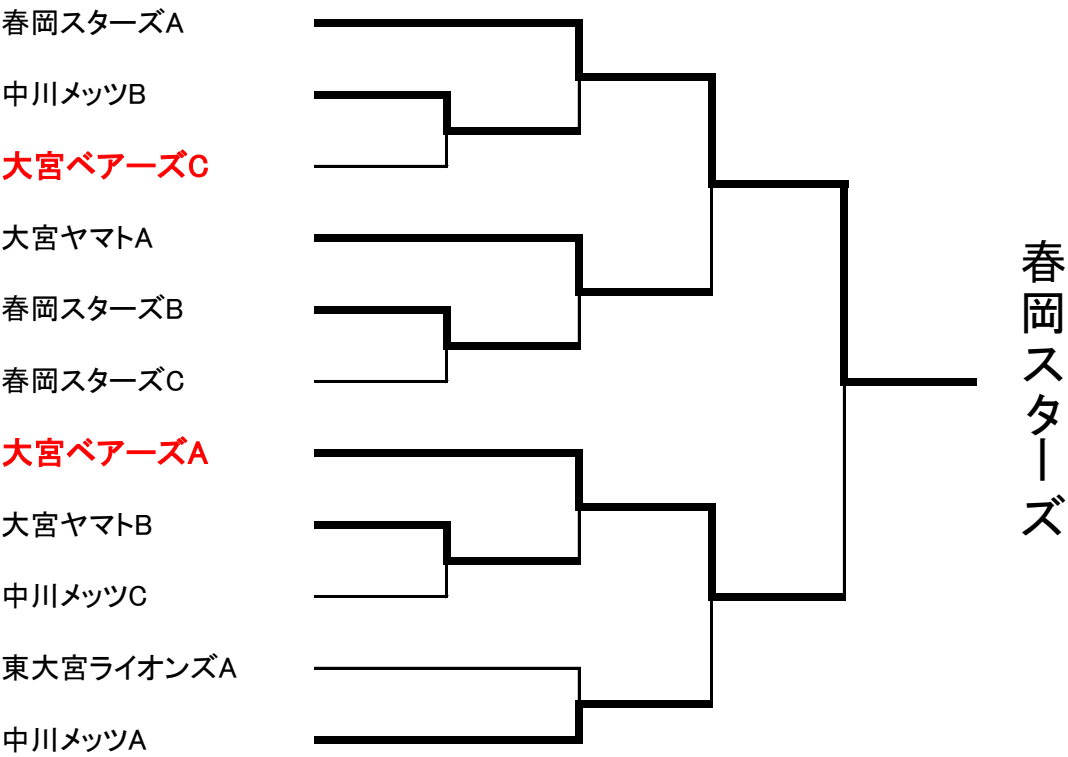 春岡スターズA
中川メッツB
大宮ベアーズC
大宮ヤマトA
春岡スターズB
春岡スターズC
大宮ベアーズA
大宮ヤマトB
中川メッツC
東大宮ライオンズA
中川メッツA
春岡スターズ